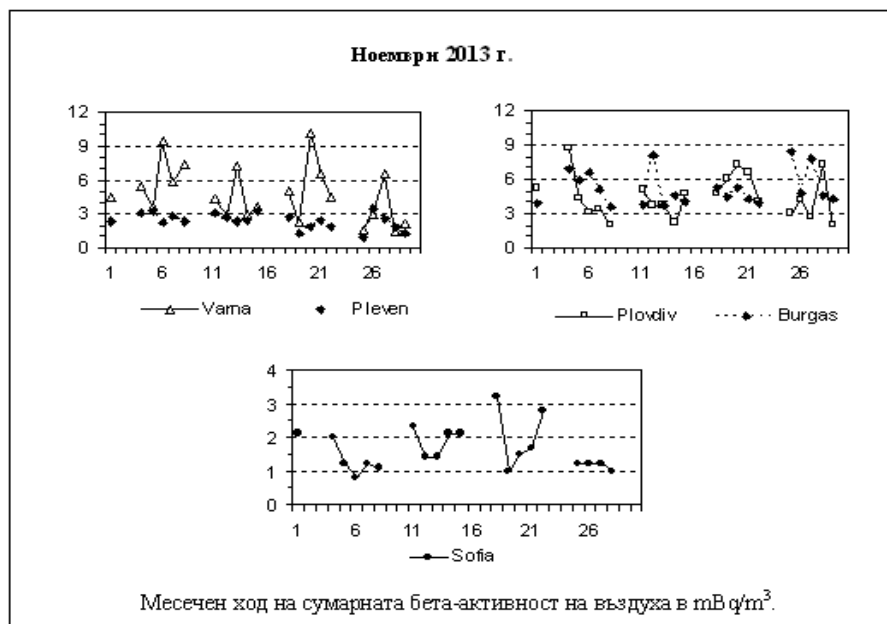 Ноември 2013 г.
12
9
6
3
0
1 6 11 16 21 26
Varna Pleven
12
9
6
3
0
1 6 11 16 21 26
Plovdiv Burgas
4
3
2
1
0
1 6 11 16 21 26
Sofia
Месечен ход на сумарната бета-активност на въздуха в mBq/m³.